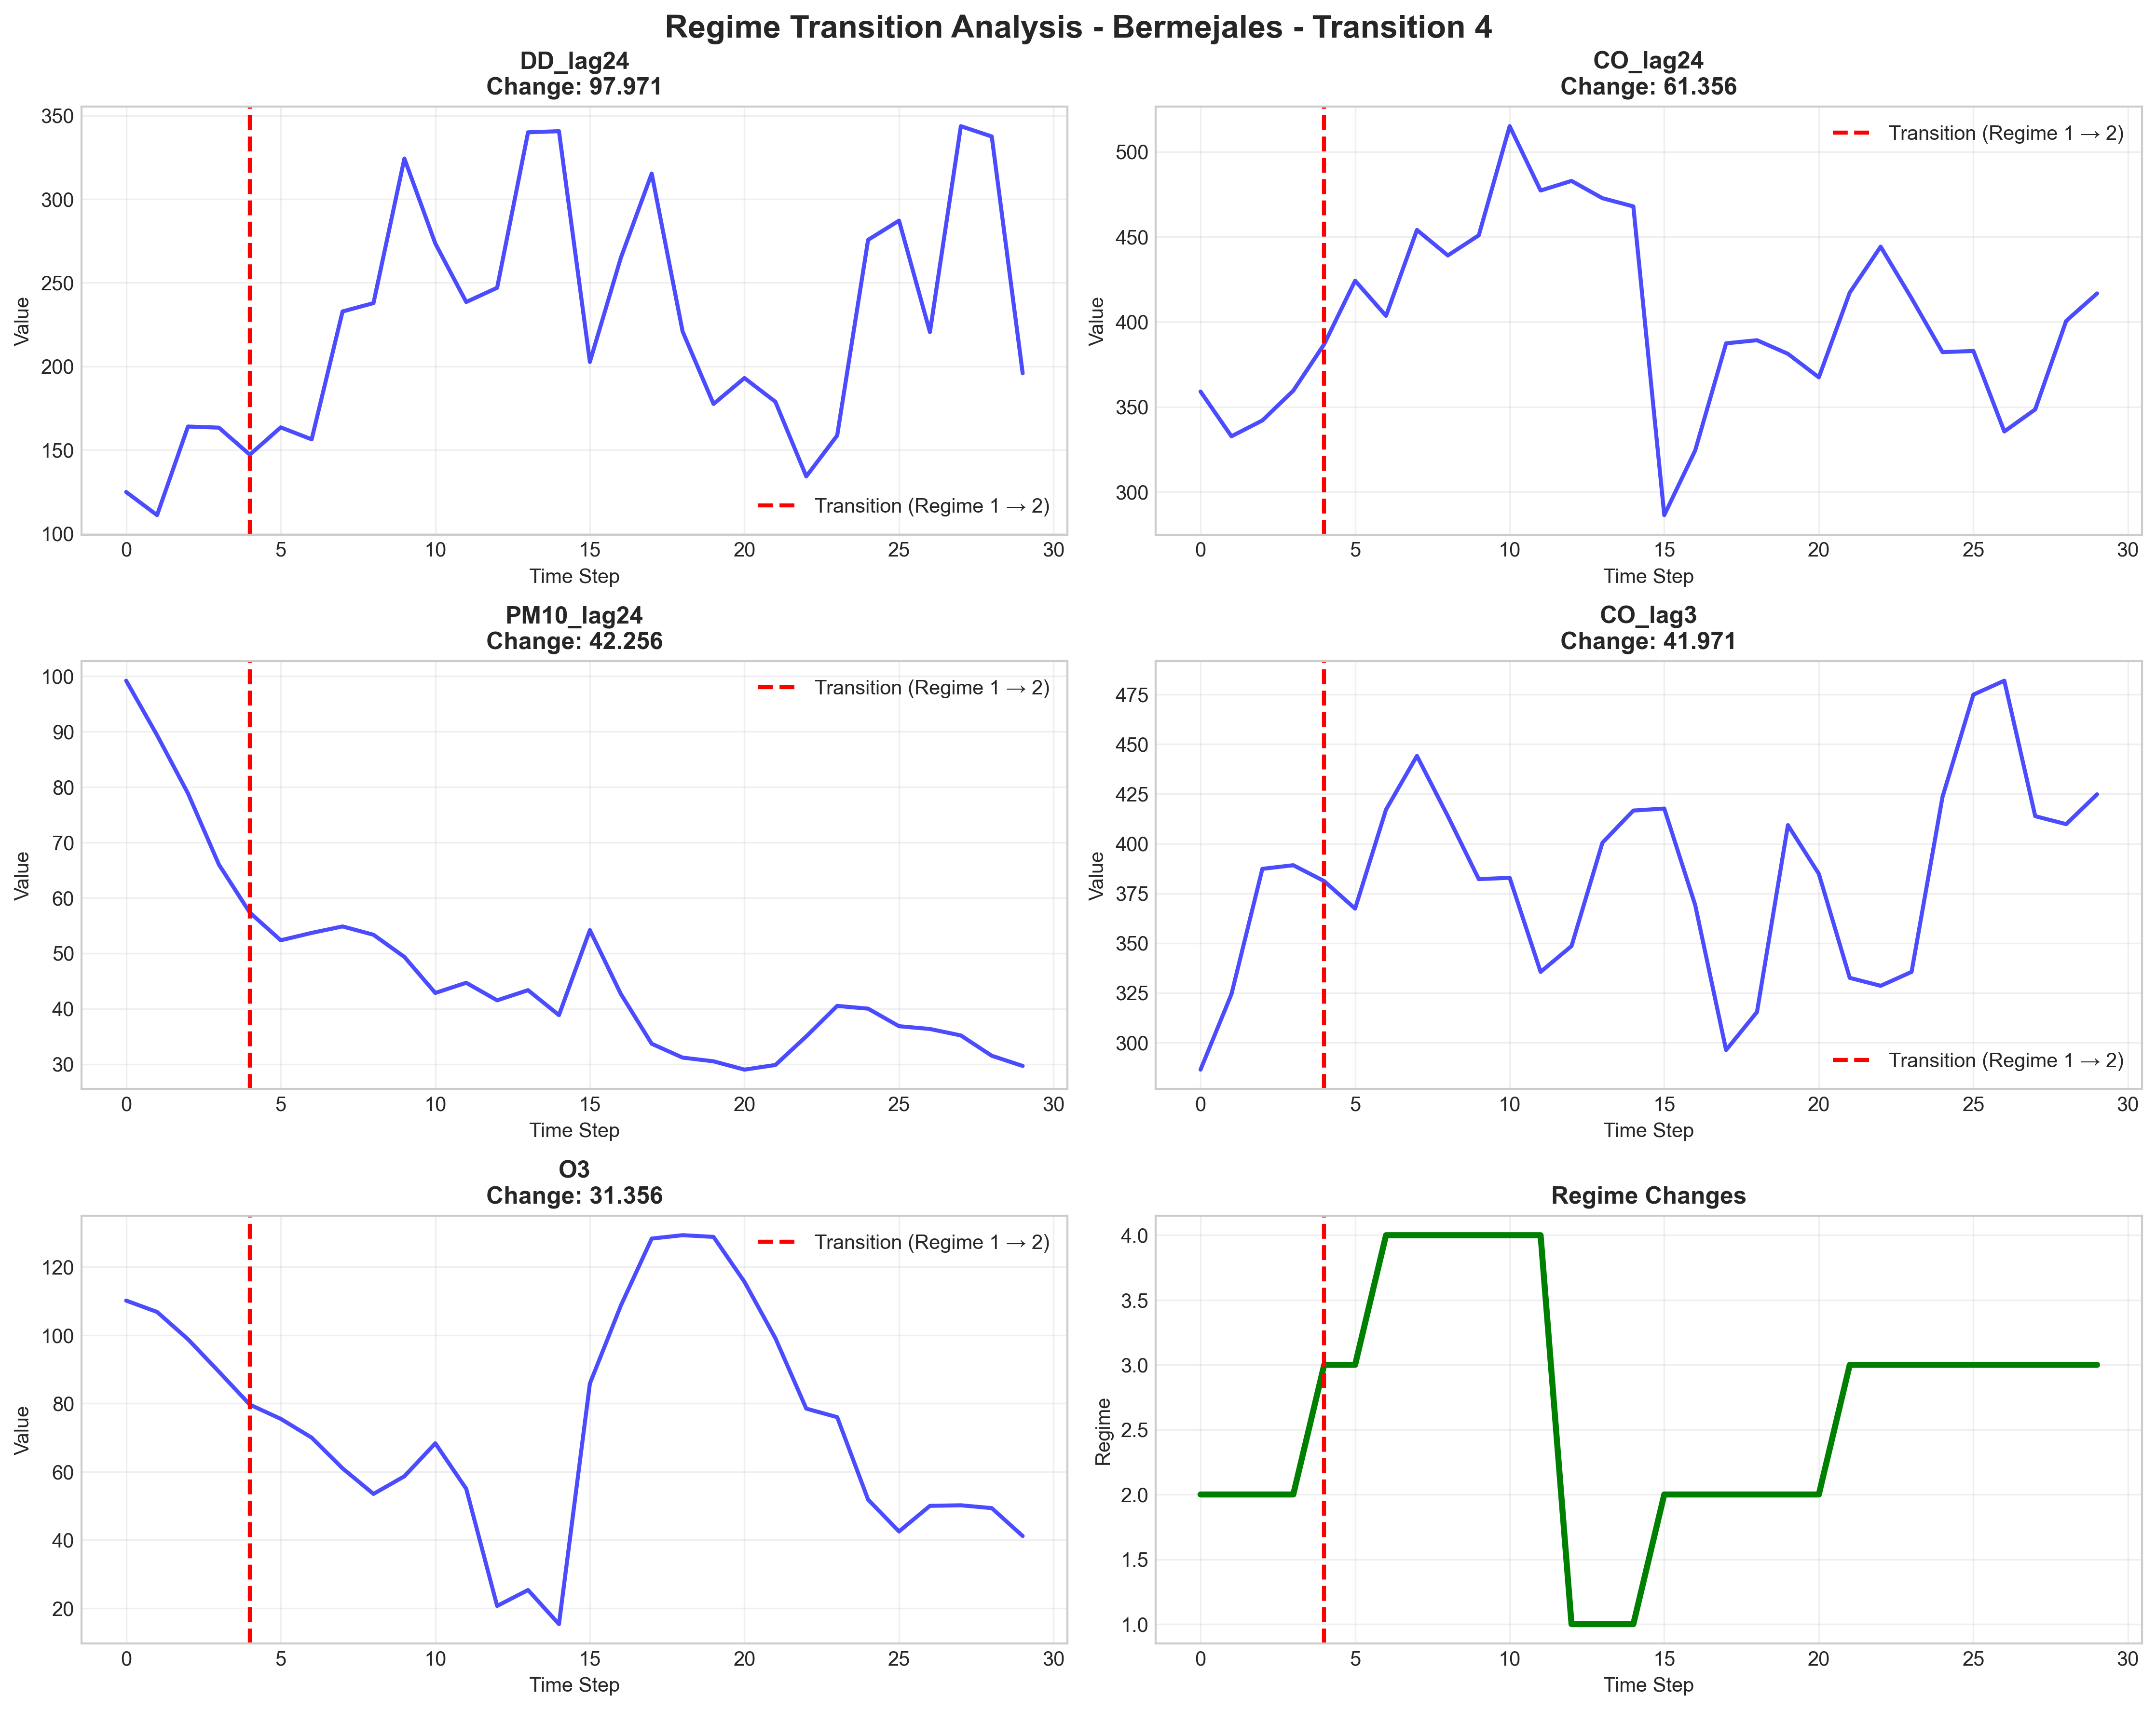 Regime Transition Analysis - Bermejales - Transition 4
DD_lag24
Change: 97.971
350
300
250
200
150
100
Value
0 5 10 15 20 25 30
Time Step
Transition (Regime 1 → 2)
CO_lag24
Change: 61.356
500
450
400
350
300
Value
0 5 10 15 20 25 30
Time Step
Transition (Regime 1 → 2)
PM10_lag24
Change: 42.256
100
90
80
70
60
50
40
30
Value
0 5 10 15 20 25 30
Time Step
Transition (Regime 1 → 2)
CO_lag3
Change: 41.971
475
450
425
400
375
350
325
300
Value
0 5 10 15 20 25 30
Time Step
Transition (Regime 1 → 2)
O3
Change: 31.356
120
100
80
60
40
20
Value
0 5 10 15 20 25 30
Time Step
Transition (Regime 1 → 2)
Regime Changes
4.0
3.5
3.0
2.5
2.0
1.5
1.0
Regime
0 5 10 15 20 25 30
Time Step